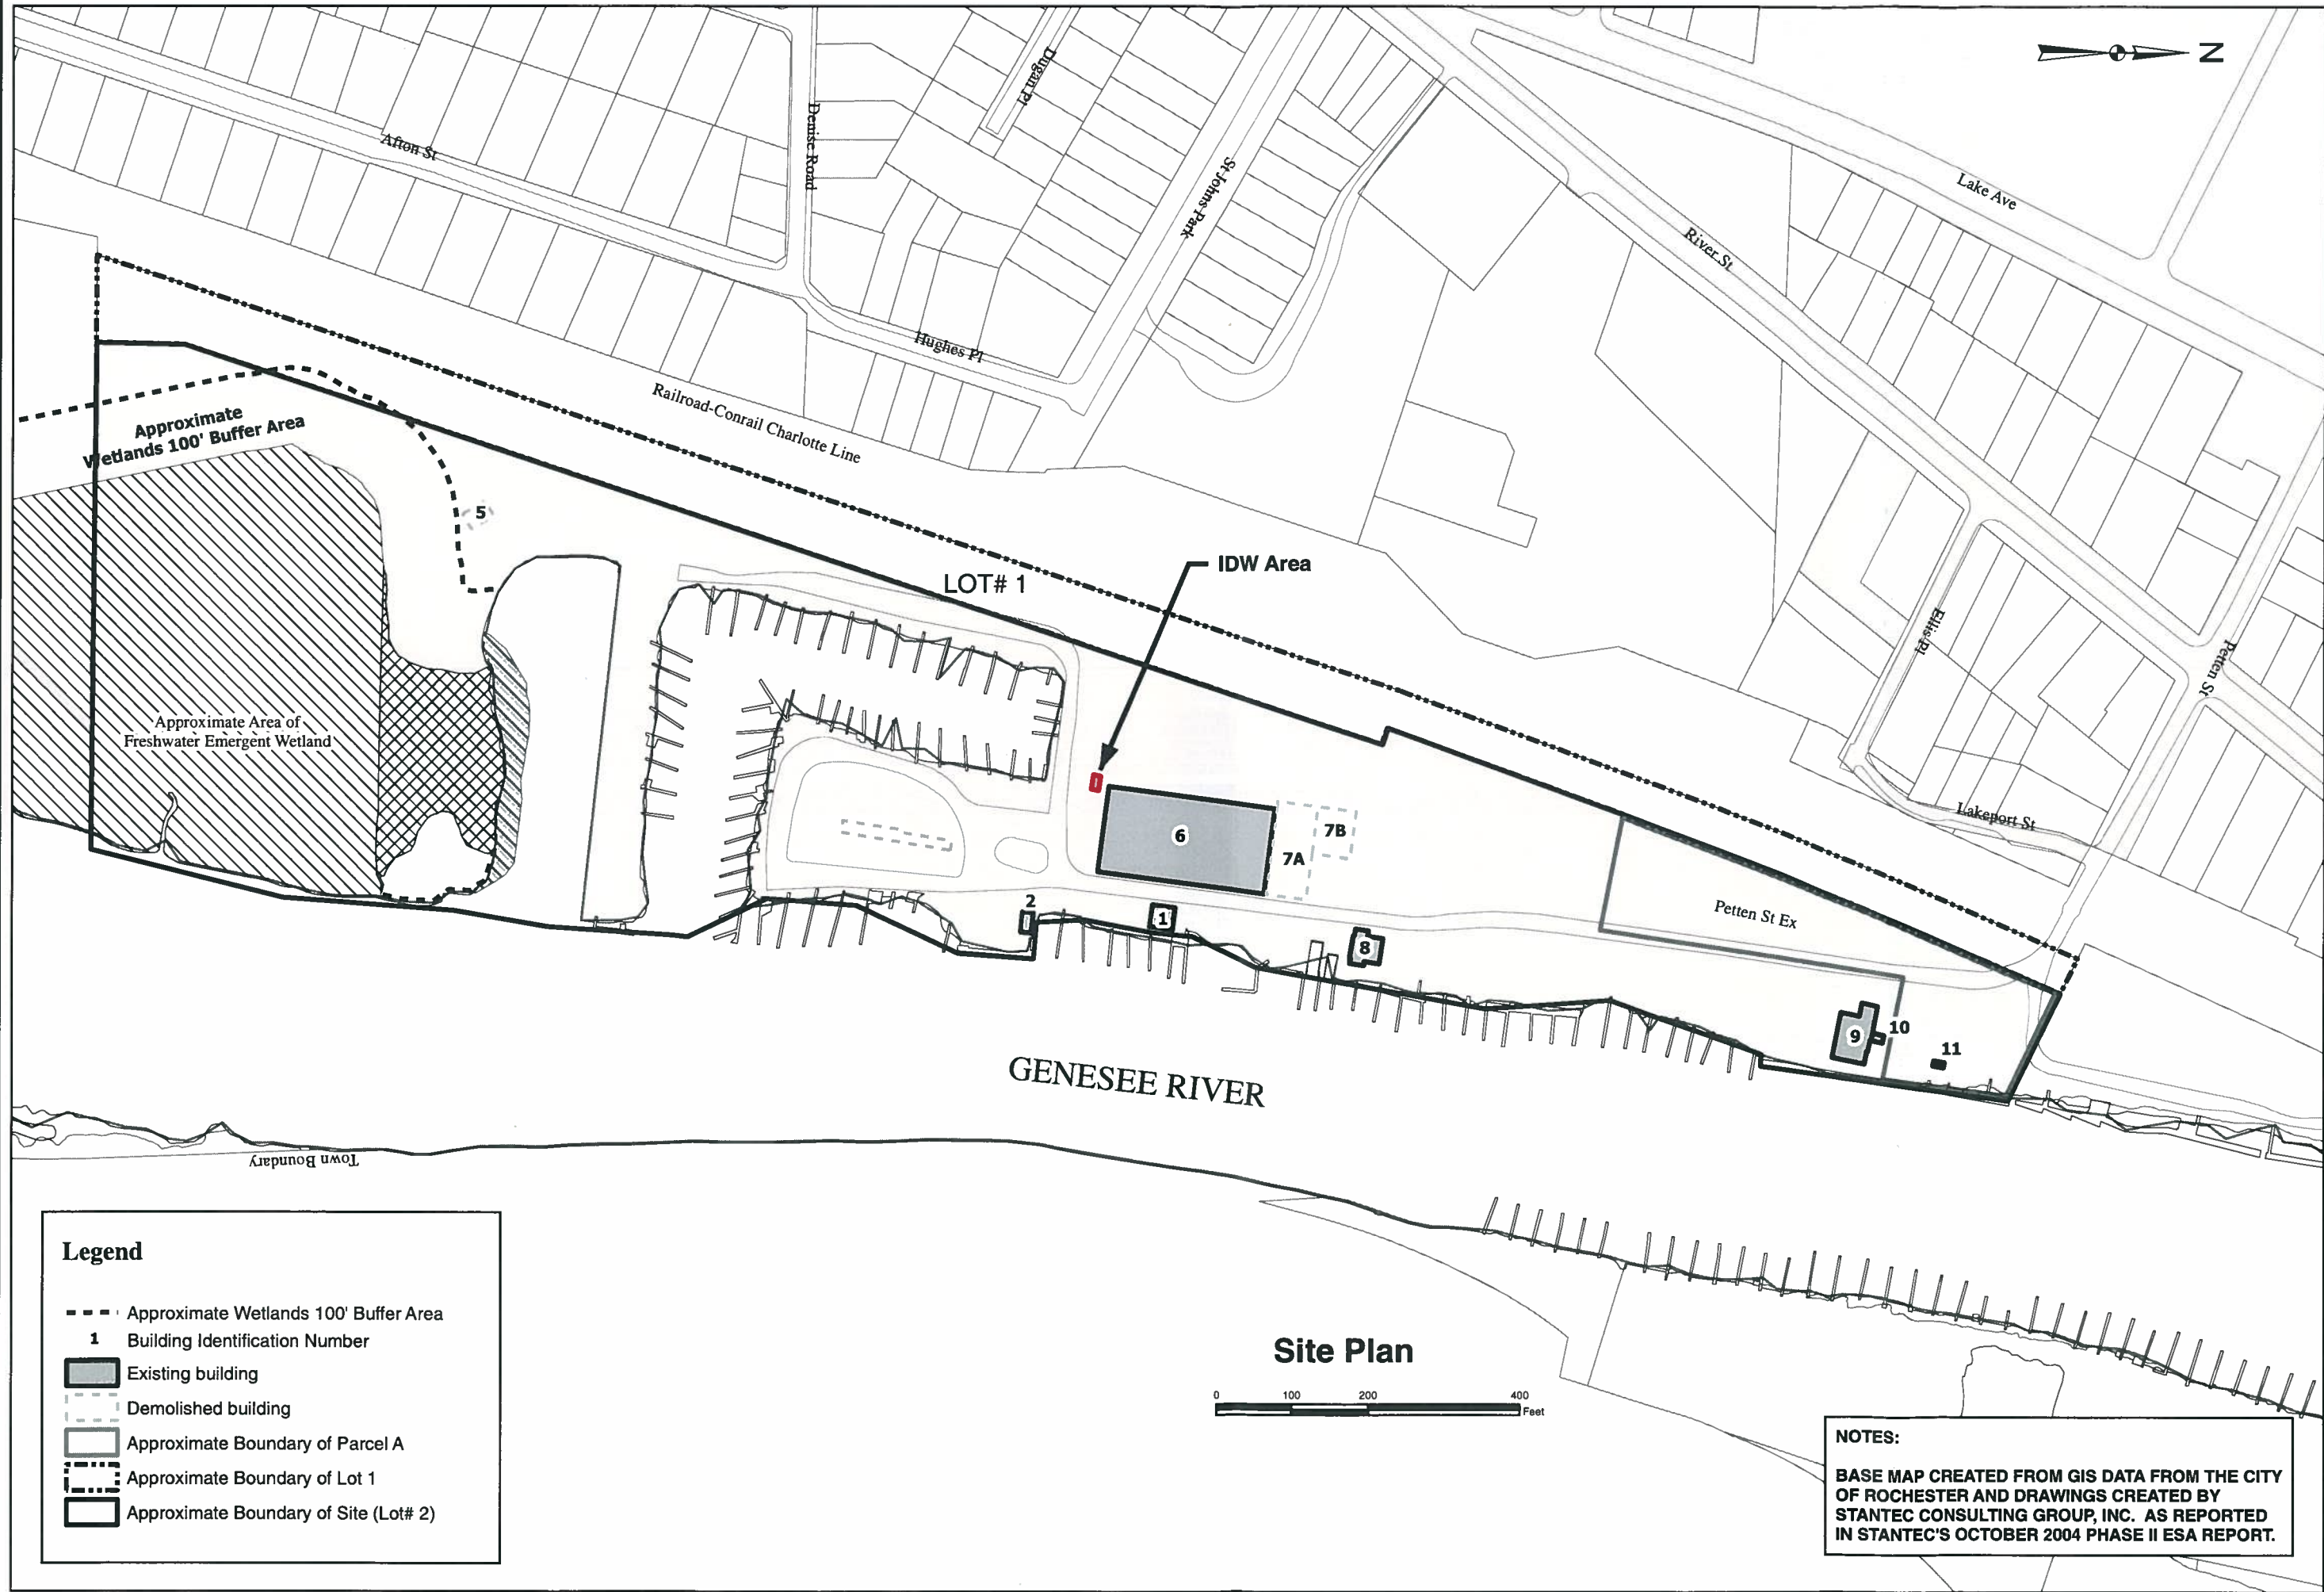 N
Dugan Pl
Denise Road
Afton St
St Johns Park
Lake Ave
River St
Hughes Pl
Railroad-Conrail Charlotte Line
Approximate
Wetlands 100' Buffer Area
5
IDW Area
LOT# 1
Ellis Pl
Petten St
Approximate Area of
Freshwater Emergent Wetland
Lakeport St
6
7B
7A
2
1
8
Petten St Ex
9
10
11
GENESEE RIVER
Town Boundary
Legend
Approximate Wetlands 100' Buffer Area
1 Building Identification Number
Existing building
Demolished building
Approximate Boundary of Parcel A
Approximate Boundary of Lot 1
Approximate Boundary of Site (Lot# 2)
Site Plan
0 100 200 400
Feet
NOTES:
BASE MAP CREATED FROM GIS DATA FROM THE CITY
OF ROCHESTER AND DRAWINGS CREATED BY
STANTEC CONSULTING GROUP, INC. AS REPORTED
IN STANTEC'S OCTOBER 2004 PHASE II ESA REPORT.